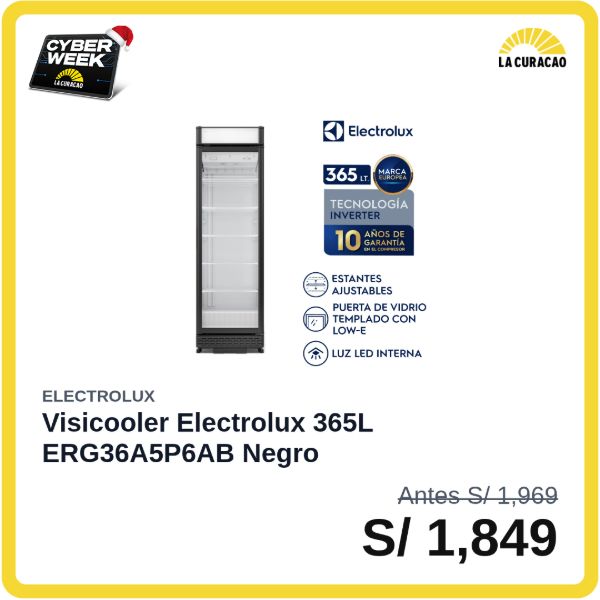 CYBER
WEEK
LA CURACAO
LA CURACAO
Electrolux
365 LT.
MARCA
EUROPEA
TECNOLOGÍA
INVERTER
10 AÑOS DE
GARANTÍA
EN EL COMPRESOR
ESTANTES
AJUSTABLES
PUERTA DE VIDRIO
TEMPLADO CON
LOW-E
LUZ LED INTERNA
ELECTROLUX
Visicooler Electrolux 365L
ERG36A5P6AB Negro
Antes S/ 1,969
S/ 1,849